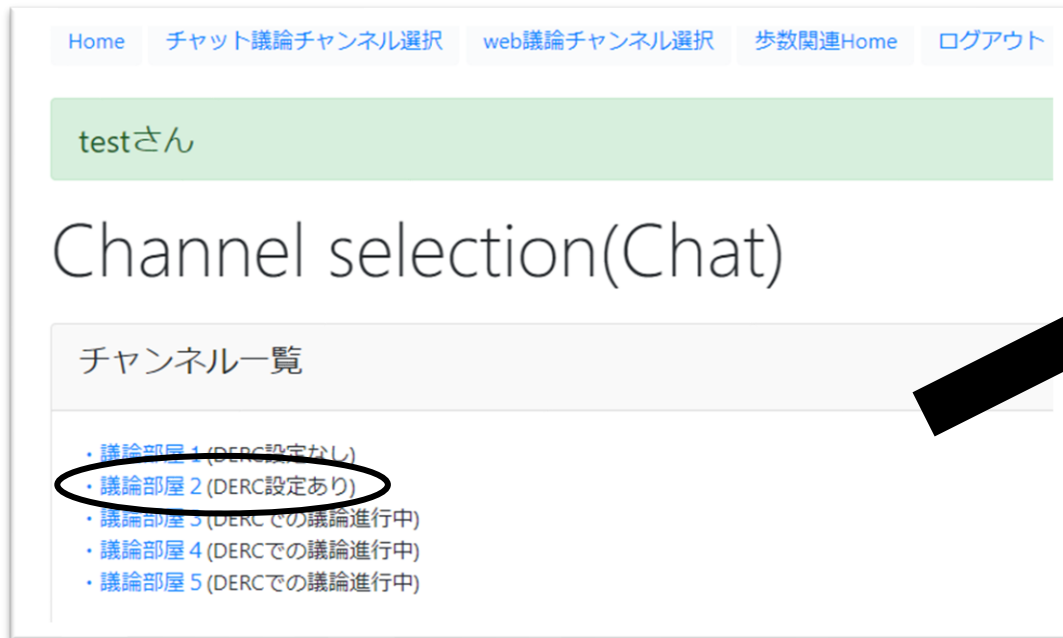 Home チャット議論チャンネル選択 web議論チャンネル選択 歩数関連Home ログアウト
testさん
Channel selection(Chat)
チャンネル一覧
・議論部屋1(DERC設定なし)
・議論部屋2(DERC設定あり)
・議論部屋3(DERCでの議論進行中)
・議論部屋4(DERCでの議論進行中)
・議論部屋5(DERCでの議論進行中)